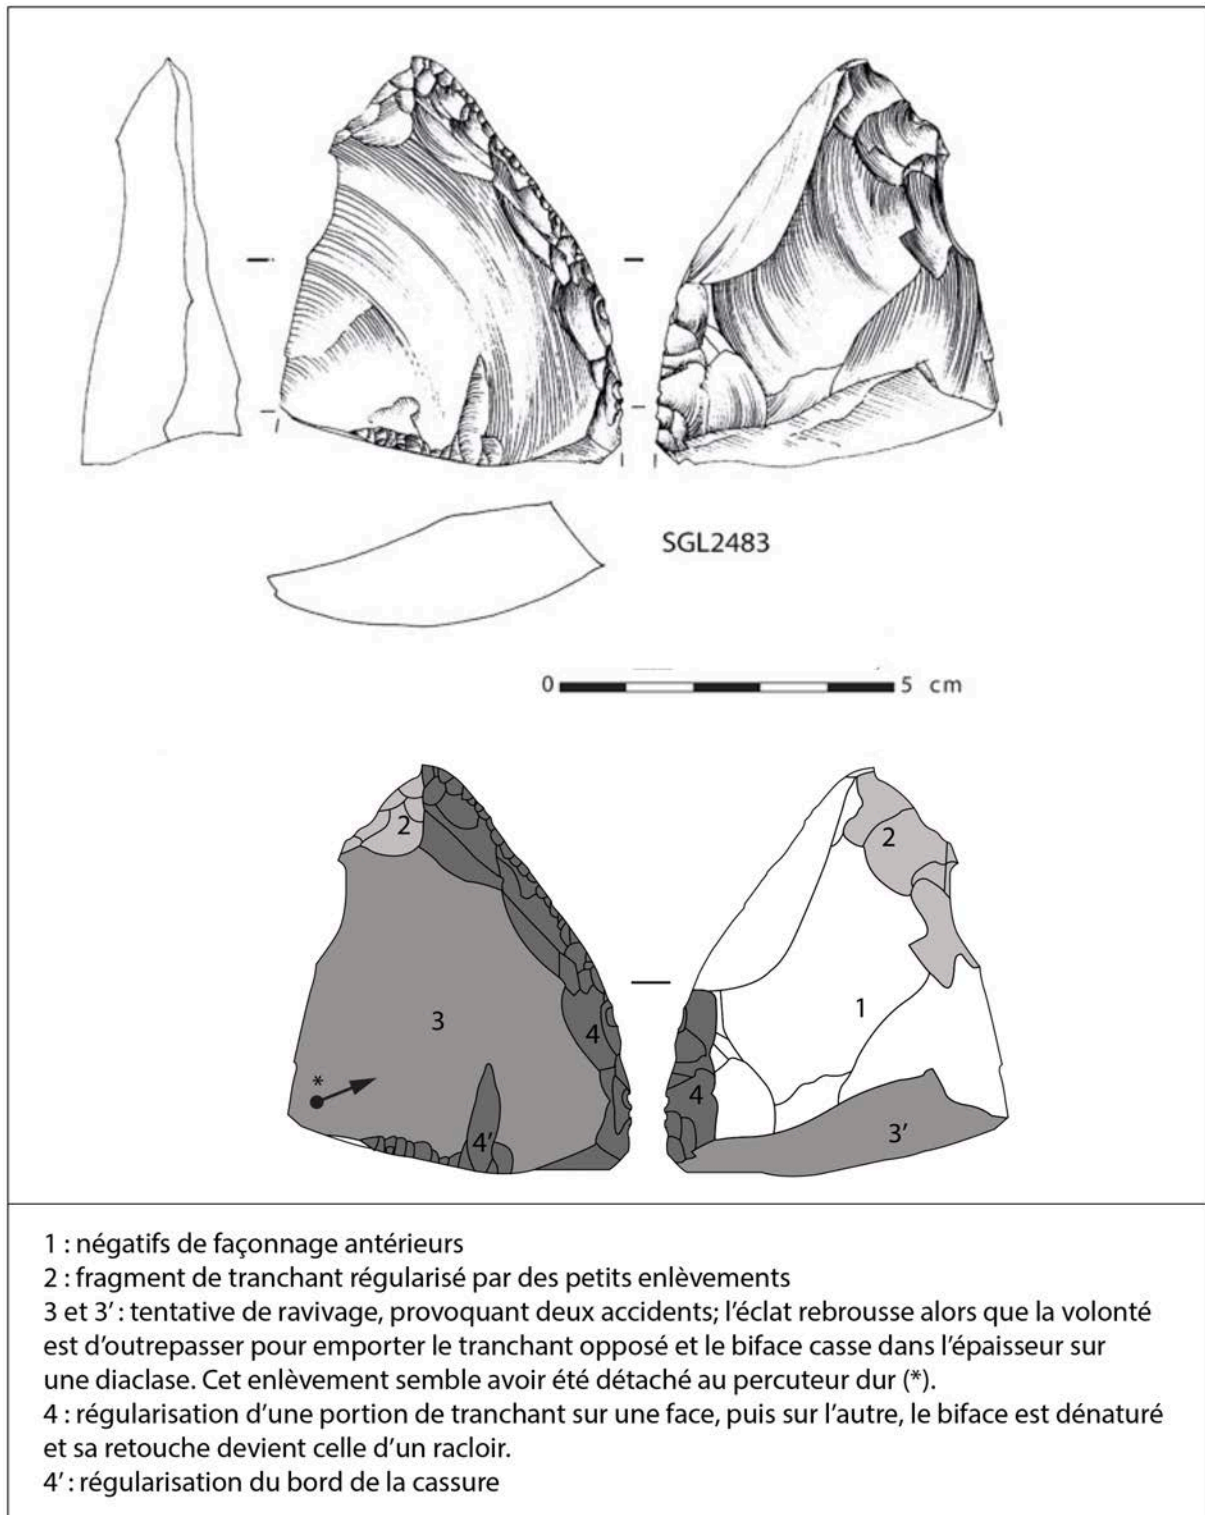 SGL2483
0 5 cm
2 2
3 4 1
* 4
4' 3'
1 : négatifs de façonnage antérieurs
2 : fragment de tranchant régularisé par des petits enlèvements
3 et 3' : tentative de ravivage, provoquant deux accidents; l'éclat rebrousse alors que la volonté
est d'outrepasser pour emporter le tranchant opposé et le biface casse dans l'épaisseur sur
une diaclase. Cet enlèvement semble avoir été détaché au percuteur dur (*).
4 : régularisation d'une portion de tranchant sur une face, puis sur l'autre, le biface est dénaturé
et sa retouche devient celle d'un racloir.
4' : régularisation du bord de la cassure